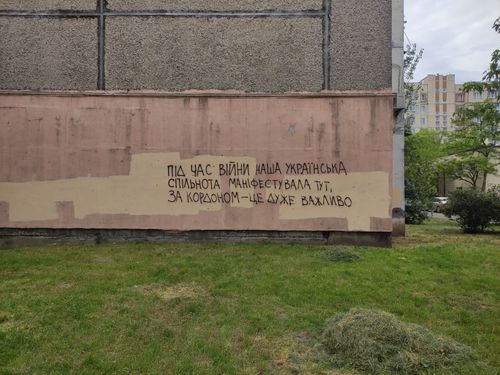 ПІД ЧАС ВІЙНИ НАША УКРАЇНСЬКА
СПІЛЬНОТА МАНІФЕСТУВАЛА ТУТ,
ЗА КОРДОНОМ – ЦЕ ДУЖЕ ВАЖЛИВО